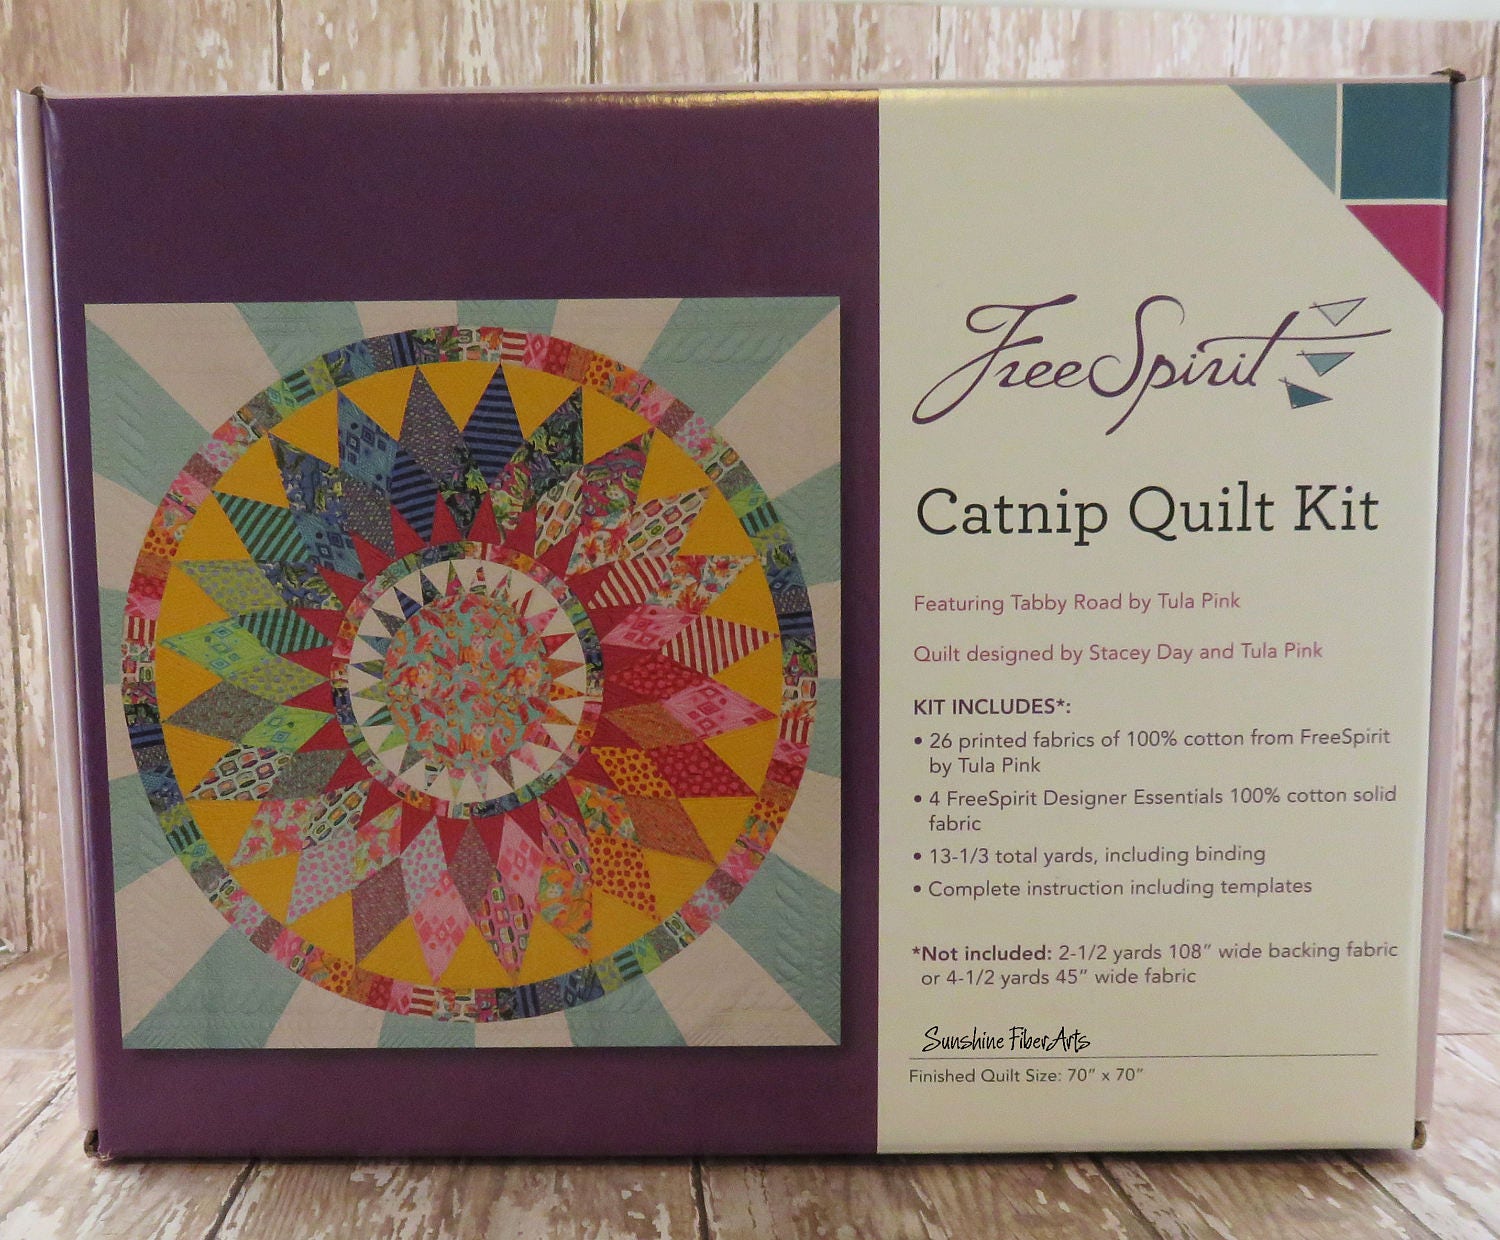 FreeSpirit
Catnip Quilt Kit
Featuring Tabby Road by Tula Pink
Quilt designed by Stacey Day and Tula Pink
KIT INCLUDES*:
• 26 printed fabrics of 100% cotton from FreeSpirit
by Tula Pink
• 4 FreeSpirit Designer Essentials 100% cotton solid
fabric
• 13-1/3 total yards, including binding
• Complete instruction including templates
*Not included: 2-1/2 yards 108" wide backing fabric
or 4-1/2 yards 45" wide fabric
Sunshine FiberArts
Finished Quilt Size: 70" x 70"